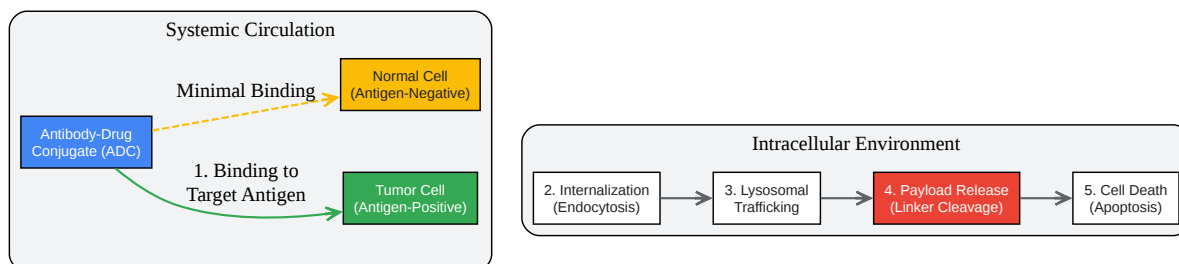 Systemic Circulation
Normal Cell
(Antigen-Negative)
Minimal Binding
Antibody-Drug
Conjugate (ADC)
1. Binding to
Target Antigen
Tumor Cell
(Antigen-Positive)
Intracellular Environment
2. Internalization
(Endocytosis)
3. Lysosomal
Trafficking
4. Payload Release
(Linker Cleavage)
5. Cell Death
(Apoptosis)